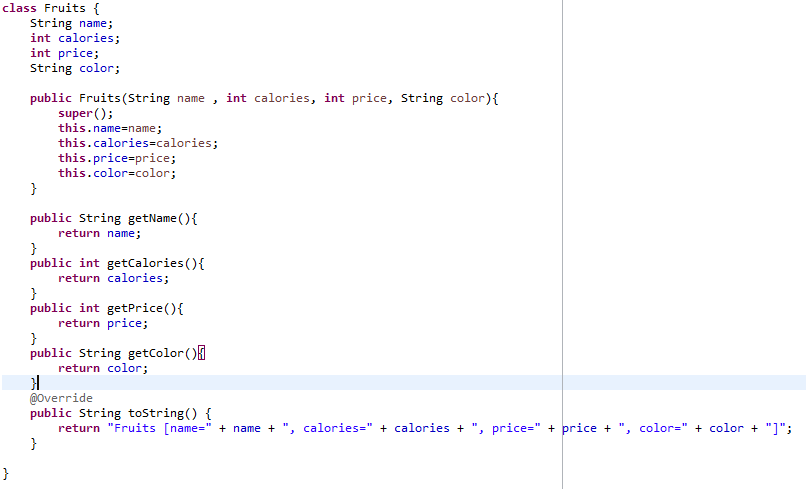 class Fruits {
    String name;
    int calories;
    int price;
    String color;

    public Fruits(String name , int calories, int price, String color){
        super();
        this.name=name;
        this.calories=calories;
        this.price=price;
        this.color=color;
    }

    public String getName(){
        return name;
    }
    public int getCalories(){
        return calories;
    }
    public int getPrice(){
        return price;
    }
    public String getColor(){
        return color;
    }
    @Override
    public String toString() {
        return "Fruits [name=" + name + ", calories=" + calories + ", price=" + price + ", color=" + color + "]";
    }

}